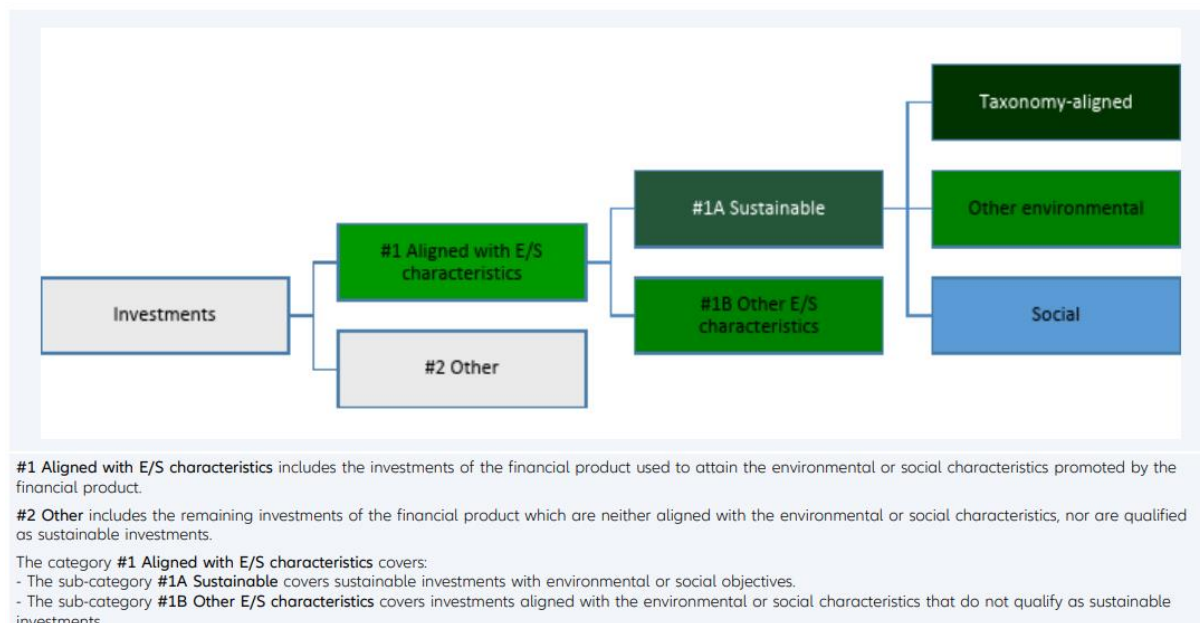 Taxonomy-aligned
#1A Sustainable
Other environmental
#1 Aligned with E/S
characteristics
#1B Other E/S
characteristics
Investments
Social
#2 Other
#1 Aligned with E/S characteristics includes the investments of the financial product used to attain the environmental or social characteristics promoted by the
financial product.
#2 Other includes the remaining investments of the financial product which are neither aligned with the environmental or social characteristics, nor are qualified
as sustainable investments.
The category #1 Aligned with E/S characteristics covers:
- The sub-category #1A Sustainable covers sustainable investments with environmental or social objectives.
- The sub-category #1B Other E/S characteristics covers investments aligned with the environmental or social characteristics that do not qualify as sustainable
investments.